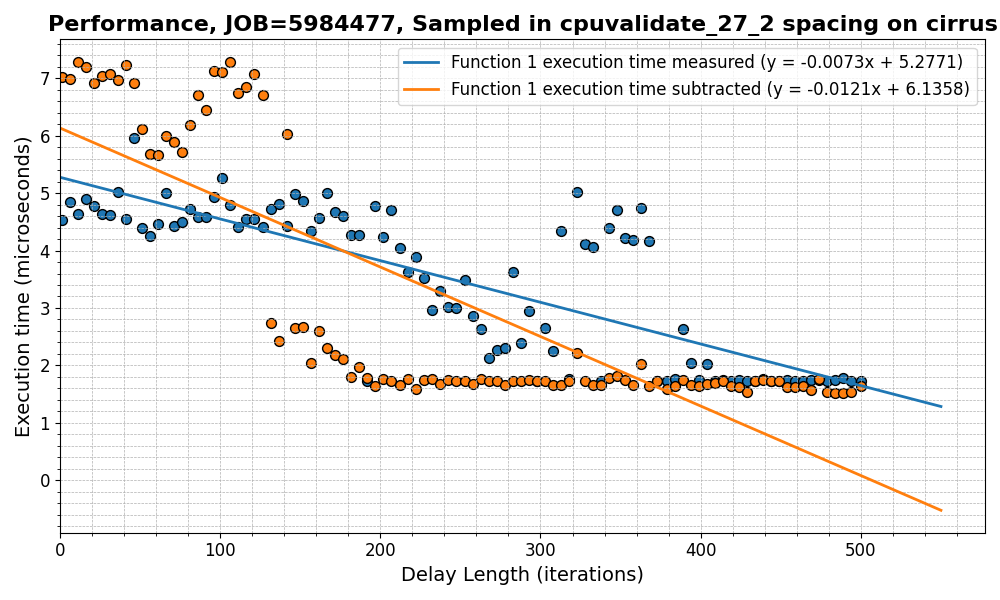 Performance, JOB=5984477, Sampled in cpuvalidate_27_2 spacing on cirrus
Function 1 execution time measured (y = -0.0073x + 5.2771)
Function 1 execution time subtracted (y = -0.0121x + 6.1358)
Execution time (microseconds)
7
6
5
4
3
2
1
0
0 100 200 300 400 500
Delay Length (iterations)